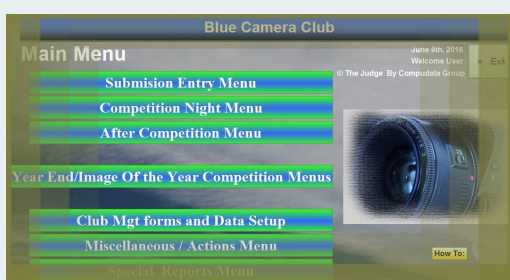 Blue Camera Club
Main Menu
June 8th, 2016
Welcome User
× Exit
© The Judge By Compudata Group
Submision Entry Menu
Competition Night Menu
After Competition Menu
Year End/Image Of the Year Competition Menus
Club Mgt forms and Data Setup
Miscellaneous / Actions Menu
How To:
Special Reports Menu